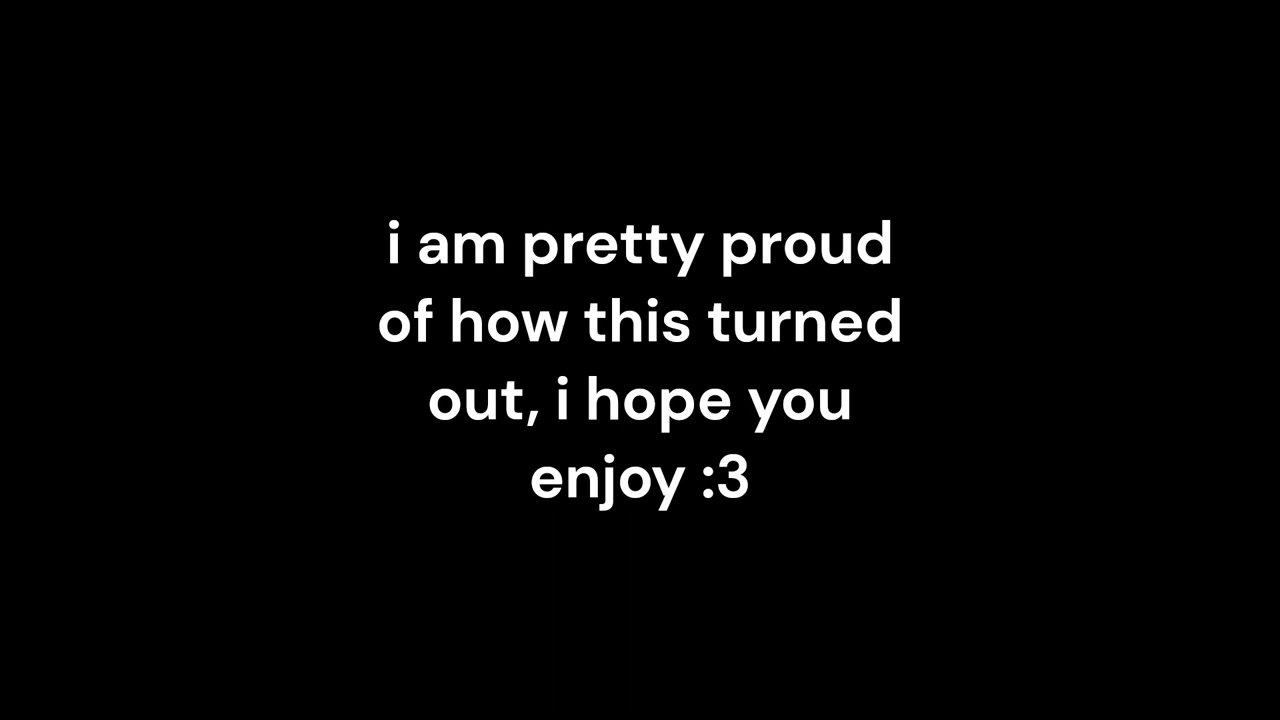 i am pretty proud
of how this turned
out, i hope you
enjoy :3